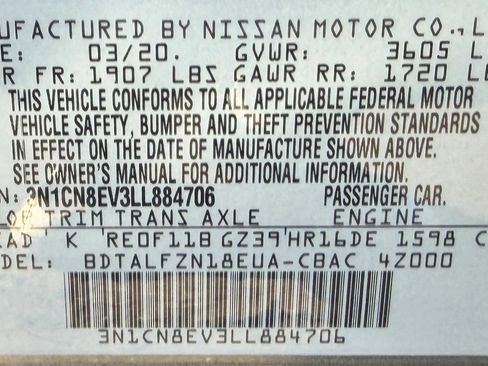 UFACTURED BY NISSAN MOTOR CO., L
E: 03/20. GVWR: 3605 L
R FR: 1907 LBS GAWR RR: 1720 L
THIS VEHICLE CONFORMS TO ALL APPLICABLE FEDERAL MOTOR
VEHICLE SAFETY, BUMPER AND THEFT PREVENTION STANDARDS
IN EFFECT ON THE DATE OF MANUFACTURE SHOWN ABOVE.
SEE OWNER'S MANUAL FOR ADDITIONAL INFORMATION.
N: 3N1CN8EV3LL884706 PASSENGER CAR.
LOR TRIM TRANS AXLE ENGINE
EAD K RE0F11B GZ39 HR16DE 1598 C
DEL: BDTALFZN18EUA-CBAC 4Z000
3N1CN8EV3LL884706